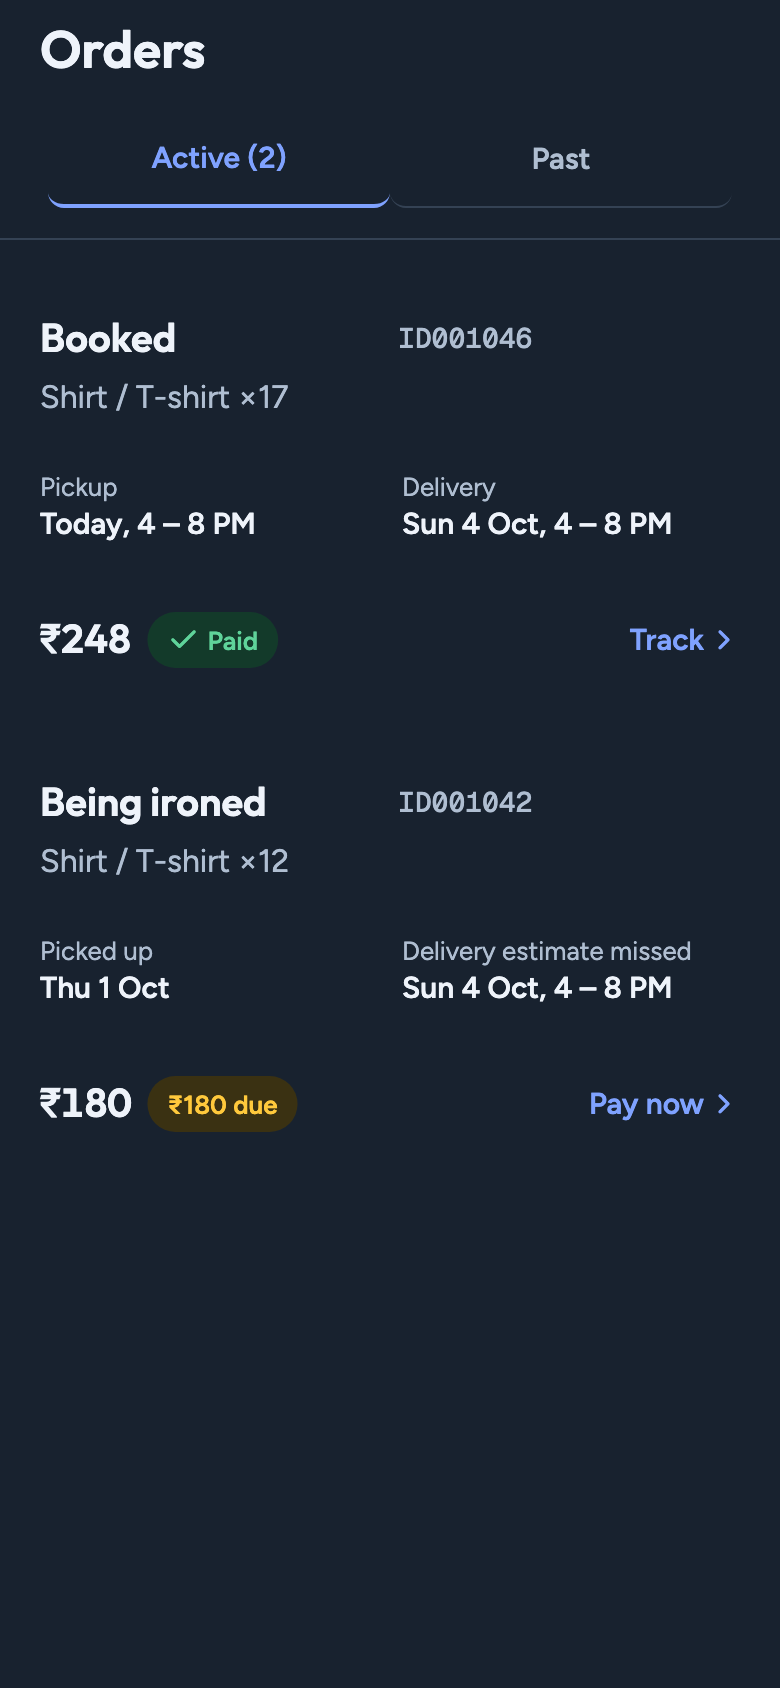 Orders
Active (2) Past
Booked ID001046
Shirt / T-shirt ×17
Pickup Delivery
Today, 4 – 8 PM Sun 4 Oct, 4 – 8 PM
₹248 Paid Track
Being ironed ID001042
Shirt / T-shirt ×12
Picked up Delivery estimate missed
Thu 1 Oct Sun 4 Oct, 4 – 8 PM
₹180 ₹180 due Pay now